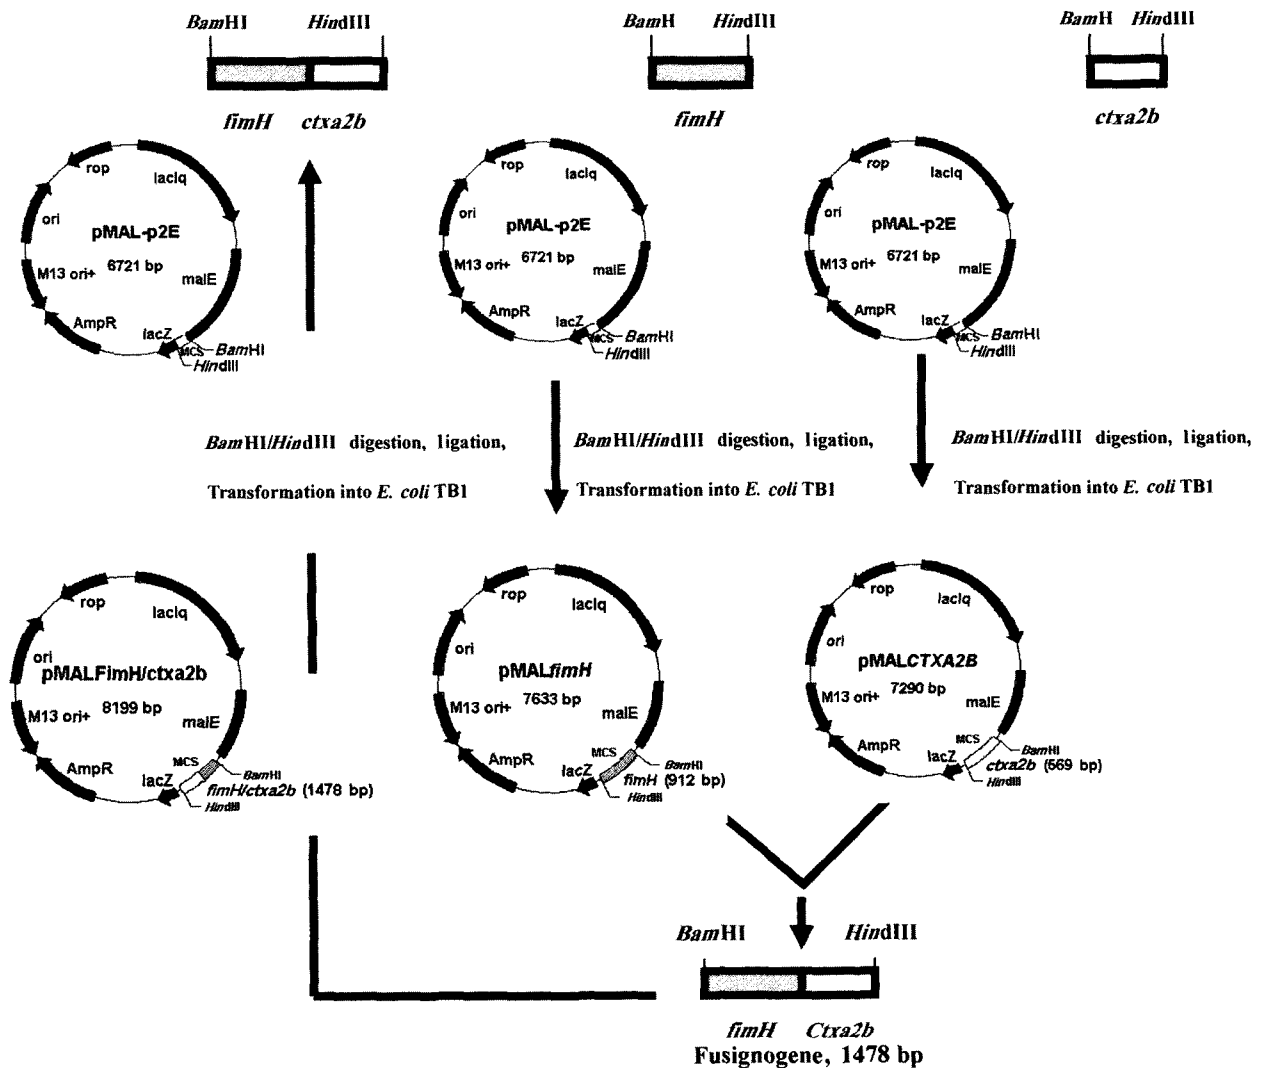 BamHI HindIII
BamH HindIII
BamH HindIII
fimH ctxa2b
fimH
ctxa2b
rop
lacIq
ori
pMAL-p2E
6721 bp
M13 ori+
malE
AmpR
lacZ
MCS
BamHI
HindIII
rop
lacIq
ori
pMAL-p2E
6721 bp
M13 ori+
malE
AmpR
lacZ
MCS
BamHI
HindIII
rop
lacIq
ori
pMAL-p2E
6721 bp
M13 ori+
malE
AmpR
lacZ
MCS
BamHI
HindIII
BamHI/HindIII digestion, ligation,
Transformation into E. coli TB1
BamHI/HindIII digestion, ligation,
Transformation into E. coli TB1
BamHI/HindIII digestion, ligation,
Transformation into E. coli TB1
rop
lacIq
ori
pMALFimH/ctxa2b
8199 bp
M13 ori+
malE
AmpR
MCS
lacZ
BamHI
fimH/ctxa2b (1478 bp)
HindIII
rop
lacIq
ori
pMALfimH
7633 bp
M13 ori+
malE
AmpR
MCS
lacZ
BamHI
fimH (912 bp)
HindIII
rop
lacIq
ori
pMALCTXA2B
7290 bp
M13 ori+
malE
AmpR
MCS
lacZ
BamHI
ctxa2b (569 bp)
HindIII
BamHI HindIII
fimH Ctxa2b
Fusignogene, 1478 bp